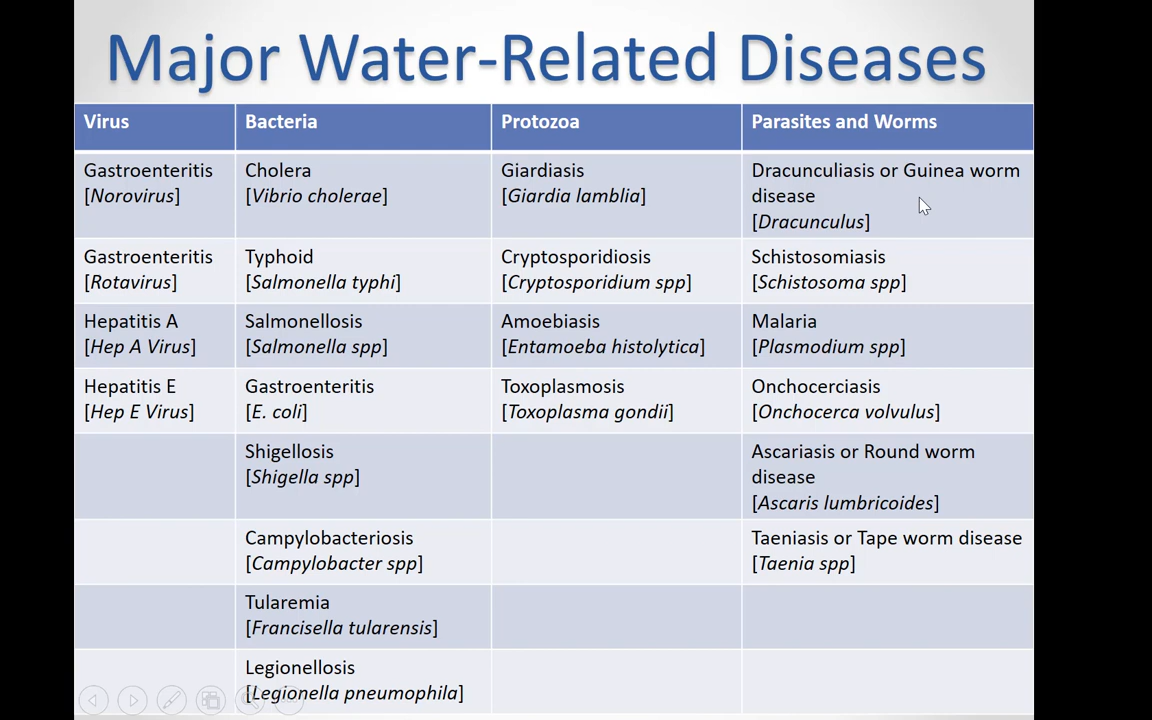 Major Water-Related Diseases
Virus
Bacteria
Protozoa
Parasites and Worms
Gastroenteritis
[Norovirus]
Cholera
[Vibrio cholerae]
Giardiasis
[Giardia lamblia]
Dracunculiasis or Guinea worm
disease
[Dracunculus]
Gastroenteritis
[Rotavirus]
Typhoid
[Salmonella typhi]
Cryptosporidiosis
[Cryptosporidium spp]
Schistosomiasis
[Schistosoma spp]
Hepatitis A
[Hep A Virus]
Salmonellosis
[Salmonella spp]
Amoebiasis
[Entamoeba histolytica]
Malaria
[Plasmodium spp]
Hepatitis E
[Hep E Virus]
Gastroenteritis
[E. coli]
Toxoplasmosis
[Toxoplasma gondii]
Onchocerciasis
[Onchocerca volvulus]
Shigellosis
[Shigella spp]
Ascariasis or Round worm
disease
[Ascaris lumbricoides]
Campylobacteriosis
[Campylobacter spp]
Taeniasis or Tape worm disease
[Taenia spp]
Tularemia
[Francisella tularensis]
Legionellosis
[Legionella pneumophila]